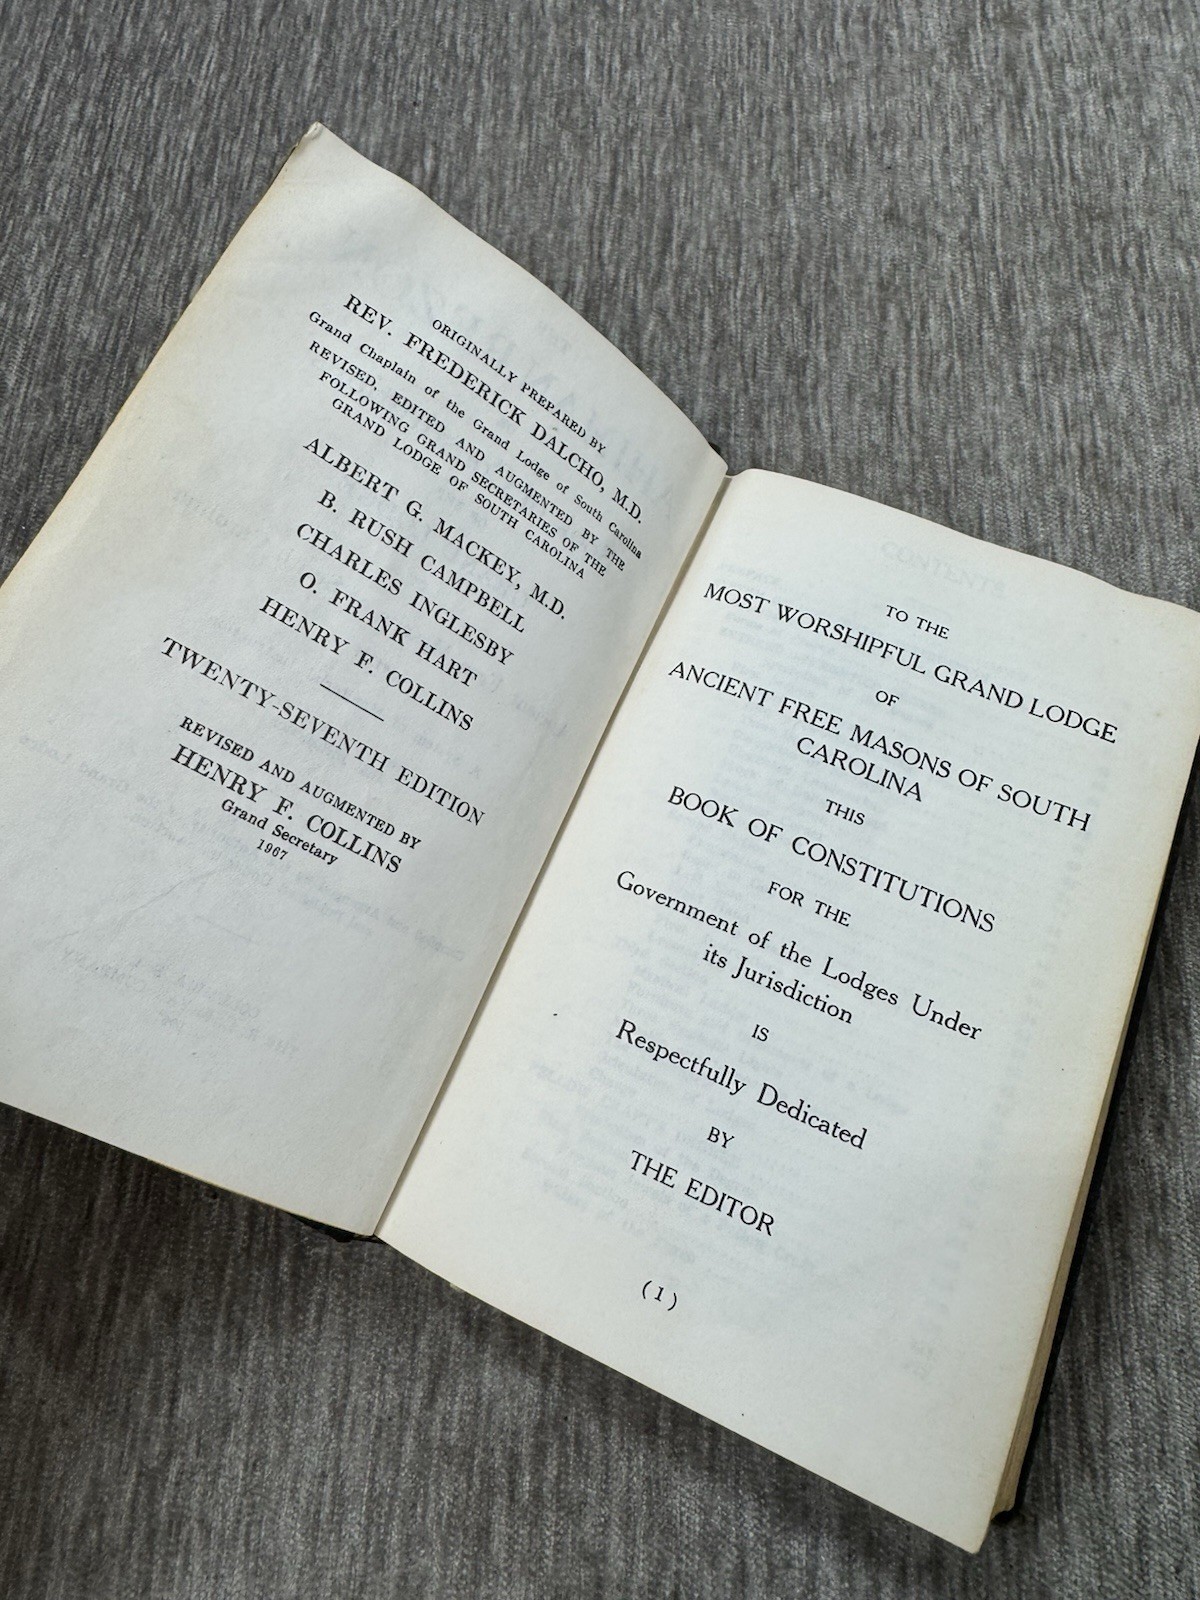 ORIGINALLY PREPARED BY
REV. FREDERICK DALCHO, M.D.
Grand Chaplain of the Grand Lodge of South Carolina
REVISED, EDITED AND AUGMENTED BY THE
FOLLOWING GRAND SECRETARIES OF THE
GRAND LODGE OF SOUTH CAROLINA
ALBERT G. MACKEY, M.D.
B. RUSH CAMPBELL
CHARLES INGLESBY
O. FRANK HART
HENRY F. COLLINS
TWENTY-SEVENTH EDITION
REVISED AND AUGMENTED BY
HENRY F. COLLINS
Grand Secretary
1967
TO THE
MOST WORSHIPFUL GRAND LODGE
OF
ANCIENT FREE MASONS OF SOUTH
CAROLINA
THIS
BOOK OF CONSTITUTIONS
FOR THE
Government of the Lodges Under
its Jurisdiction
IS
Respectfully Dedicated
BY
THE EDITOR
(1)